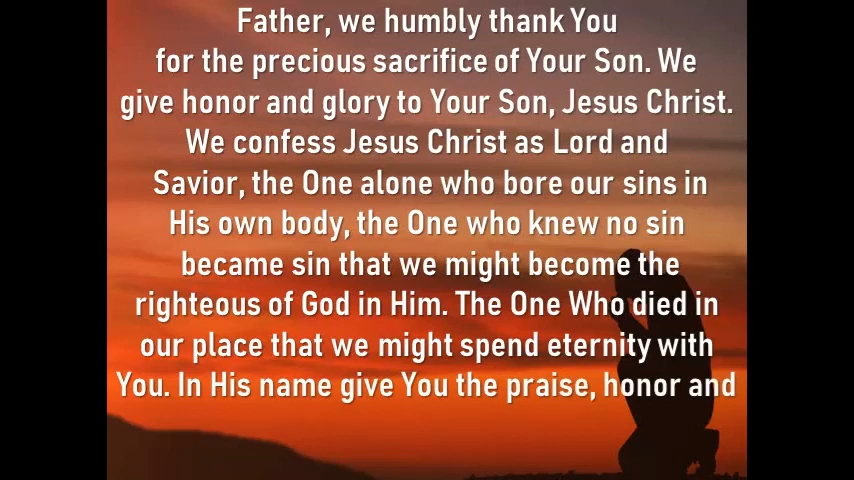 Father, we humbly thank You
for the precious sacrifice of Your Son. We
give honor and glory to Your Son, Jesus Christ.
We confess Jesus Christ as Lord and
Savior, the One alone who bore our sins in
His own body, the One who knew no sin
became sin that we might become the
righteous of God in Him. The One Who died in
our place that we might spend eternity with
You. In His name give You the praise, honor and